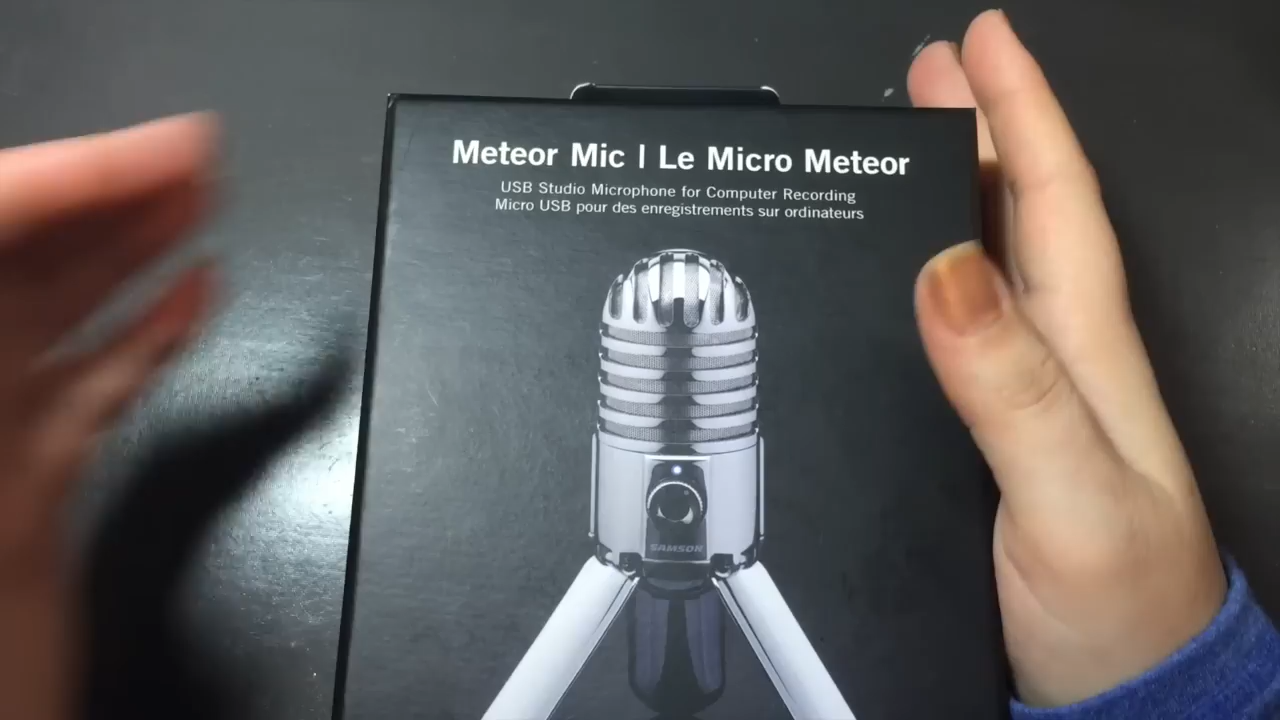 Meteor Mic | Le Micro Meteor
USB Studio Microphone for Computer Recording
Micro USB pour des enregistrements sur ordinateurs
SAMSON